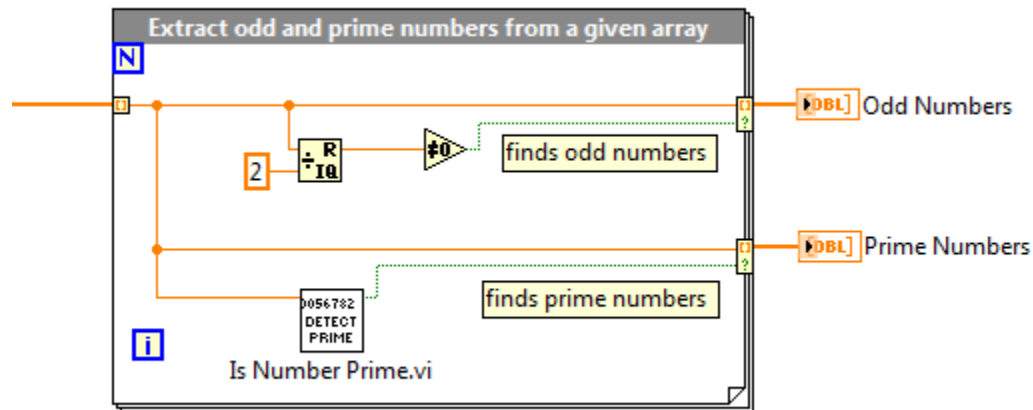 Extract odd and prime numbers from a given array
N
[]
[]
DBL] Odd Numbers
?
R
÷
IQ
≠0
2
finds odd numbers
[]
DBL] Prime Numbers
?
finds prime numbers
0056782
DETECT
PRIME
i
Is Number Prime.vi